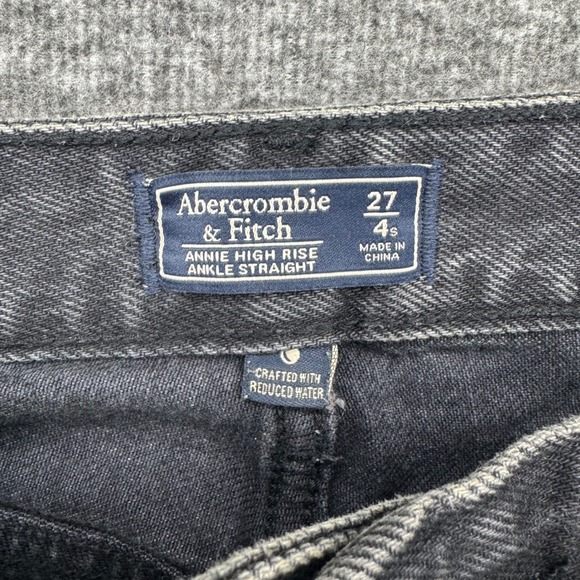 Abercrombie
& Fitch
ANNIE HIGH RISE
ANKLE STRAIGHT
27
4s
MADE IN
CHINA
CRAFTED WITH
REDUCED WATER